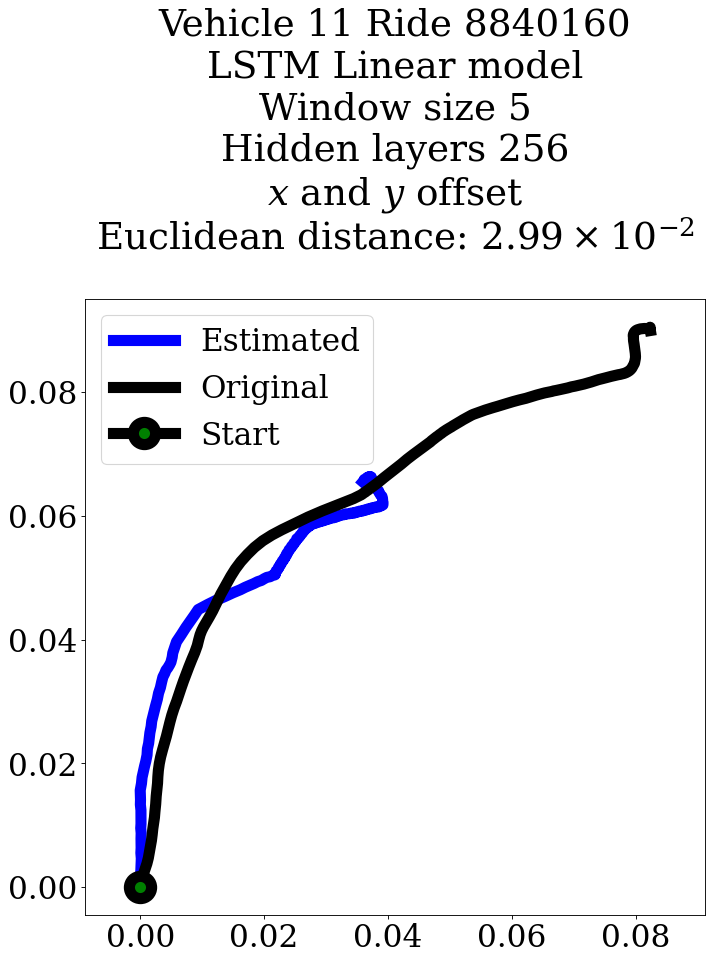 Vehicle 11 Ride 8840160
LSTM Linear model
Window size 5
Hidden layers 256
x and y offset
Euclidean distance: 2.99 × 10⁻²
Estimated
Original
Start
0.08
0.06
0.04
0.02
0.00
0.00 0.02 0.04 0.06 0.08